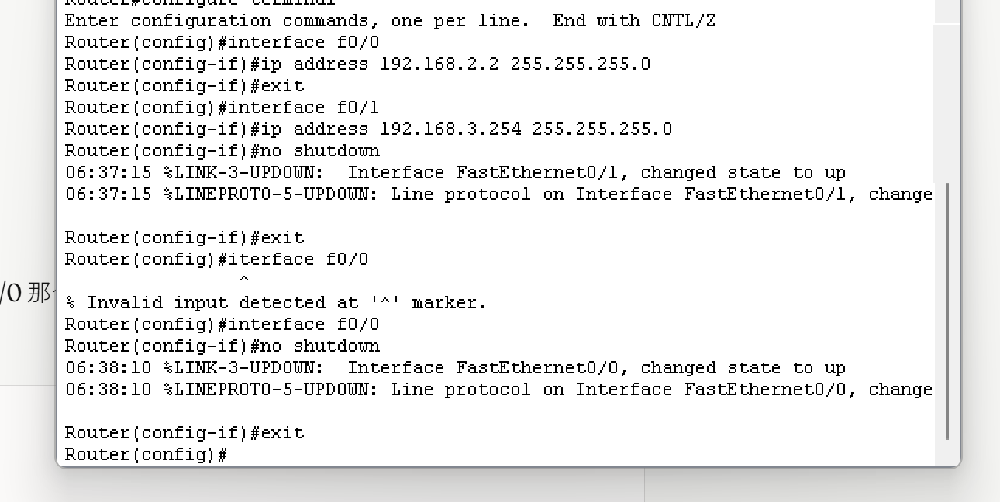 Router#configure terminal
Enter configuration commands, one per line.  End with CNTL/Z
Router(config)#interface f0/0
Router(config-if)#ip address 192.168.2.2 255.255.255.0
Router(config-if)#exit
Router(config)#interface f0/1
Router(config-if)#ip address 192.168.3.254 255.255.255.0
Router(config-if)#no shutdown
06:37:15 %LINK-3-UPDOWN:  Interface FastEthernet0/1, changed state to up
06:37:15 %LINEPROTO-5-UPDOWN: Line protocol on Interface FastEthernet0/1, change
Router(config-if)#exit
Router(config)#iterface f0/0
^
/0 那
% Invalid input detected at '^' marker.
Router(config)#interface f0/0
Router(config-if)#no shutdown
06:38:10 %LINK-3-UPDOWN:  Interface FastEthernet0/0, changed state to up
06:38:10 %LINEPROTO-5-UPDOWN: Line protocol on Interface FastEthernet0/0, change
Router(config-if)#exit
Router(config)#